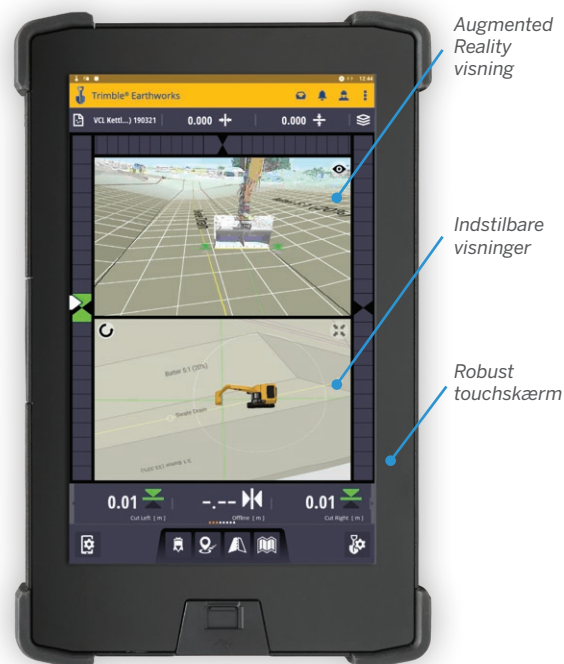 Augmented
Reality
visning
12:44
Trimble® Earthworks
VCL Kettl...) 190321
0.000
0.000
Batter 5:1 (20%)
Indstilbare
visninger
Robust
touchskærm
0.01
-.--
0.01
Cut Left [ m ]
Offline [ m ]
Cut Right [ m ]